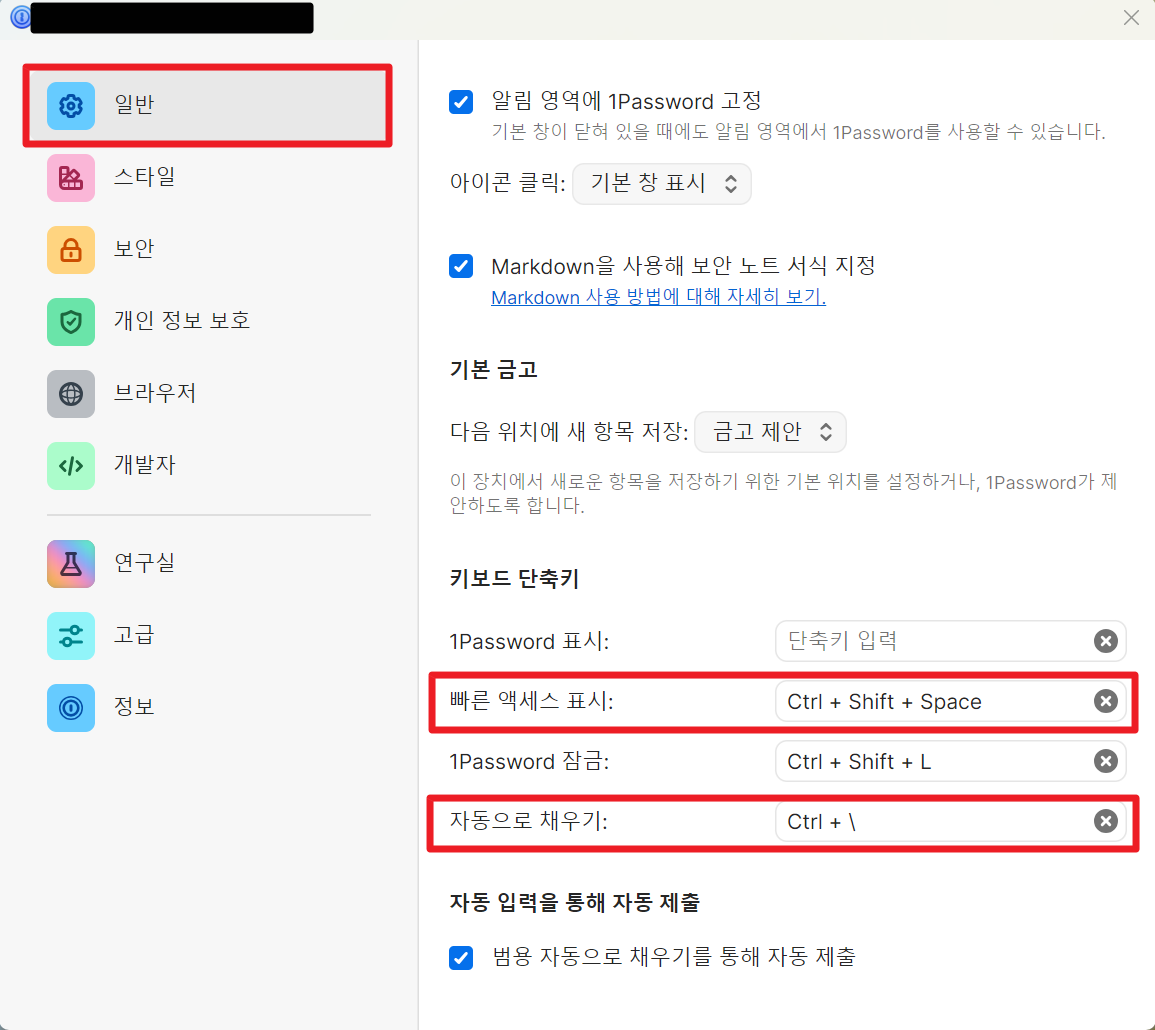 일반
스타일
보안
개인 정보 보호
브라우저
개발자
연구실
고급
정보
알림 영역에 1Password 고정
기본 창이 닫혀 있을 때에도 알림 영역에서 1Password를 사용할 수 있습니다.
아이콘 클릭: 기본 창 표시
Markdown을 사용해 보안 노트 서식 지정
Markdown 사용 방법에 대해 자세히 보기.
기본 금고
다음 위치에 새 항목 저장: 금고 제안
이 장치에서 새로운 항목을 저장하기 위한 기본 위치를 설정하거나, 1Password가 제
안하도록 합니다.
키보드 단축키
1Password 표시: 단축키 입력
빠른 액세스 표시: Ctrl + Shift + Space
1Password 잠금: Ctrl + Shift + L
자동으로 채우기: Ctrl + \
자동 입력을 통해 자동 제출
범용 자동으로 채우기를 통해 자동 제출